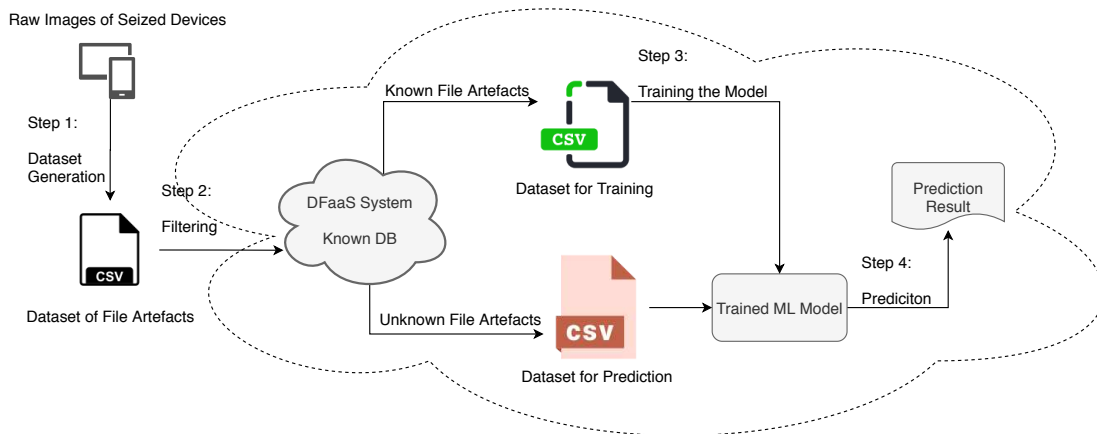 Raw Images of Seized Devices
Step 1:
Dataset
Generation
CSV
Dataset of File Artefacts
Step 2:
Filtering
DFaaS System
Known DB
Known File Artefacts
CSV
Dataset for Training
Unknown File Artefacts
CSV
Dataset for Prediction
Step 3:
Training the Model
Trained ML Model
Step 4:
Prediciton
Prediction
Result